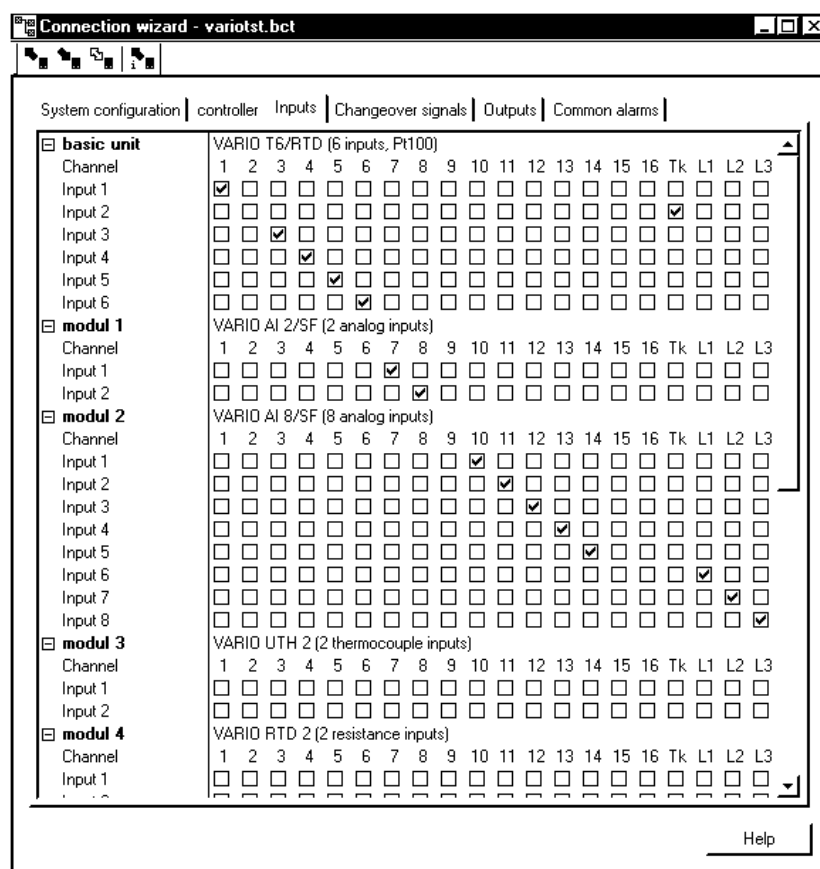 Connection wizard - variotst.bct
System configuration controller Inputs Changeover signals Outputs Common alarms
basic unit VARIO T6/RTD (6 inputs, Pt100)
Channel 1 2 3 4 5 6 7 8 9 10 11 12 13 14 15 16 Tk L1 L2 L3
Input 1
Input 2
Input 3
Input 4
Input 5
Input 6
modul 1 VARIO AI 2/SF (2 analog inputs)
Channel 1 2 3 4 5 6 7 8 9 10 11 12 13 14 15 16 Tk L1 L2 L3
Input 1
Input 2
modul 2 VARIO AI 8/SF (8 analog inputs)
Channel 1 2 3 4 5 6 7 8 9 10 11 12 13 14 15 16 Tk L1 L2 L3
Input 1
Input 2
Input 3
Input 4
Input 5
Input 6
Input 7
Input 8
modul 3 VARIO UTH 2 (2 thermocouple inputs)
Channel 1 2 3 4 5 6 7 8 9 10 11 12 13 14 15 16 Tk L1 L2 L3
Input 1
Input 2
modul 4 VARIO RTD 2 (2 resistance inputs)
Channel 1 2 3 4 5 6 7 8 9 10 11 12 13 14 15 16 Tk L1 L2 L3
Input 1
Help